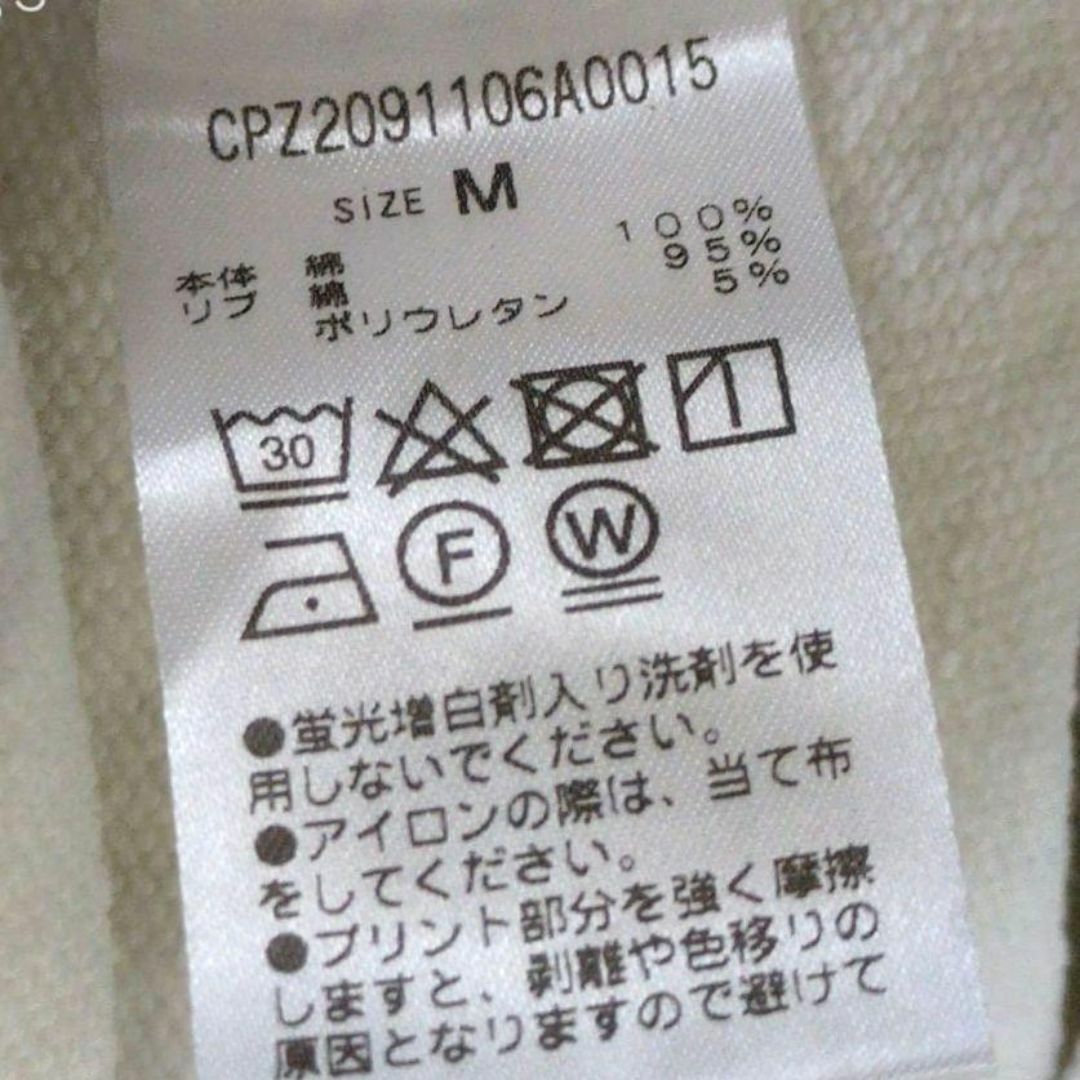 CPZ2091106A0015
SIZE M
本体 綿 100%
リブ 綿 95%
ポリウレタン 5%
30
F W
●蛍光増白剤入り洗剤を使
用しないでください。
●アイロンの際は、当て布
をしてください。
●プリント部分を強く摩擦
しますと、剥離や色移りの
原因となりますので避けて